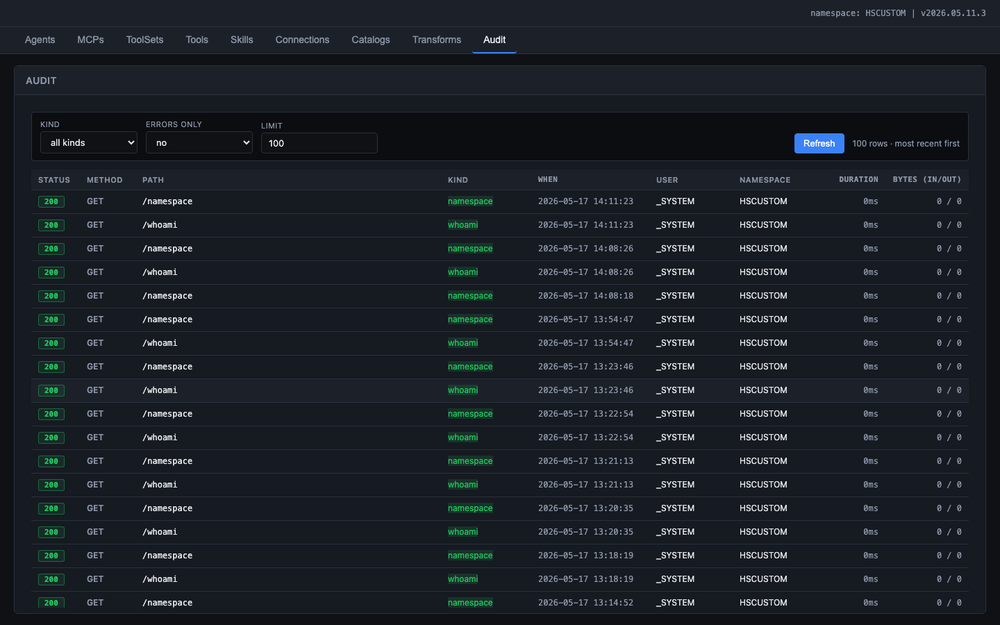 namespace: HSCUSTOM | v2026.05.11.3
Agents MCPs ToolSets Tools Skills Connections Catalogs Transforms Audit
AUDIT
KIND ERRORS ONLY LIMIT
all kinds no 100 Refresh 100 rows · most recent first
STATUS METHOD PATH KIND WHEN USER NAMESPACE DURATION BYTES (IN/OUT)
200 GET /namespace namespace 2026-05-17 14:11:23 _SYSTEM HSCUSTOM 0ms 0 / 0
200 GET /whoami whoami 2026-05-17 14:11:23 _SYSTEM HSCUSTOM 0ms 0 / 0
200 GET /namespace namespace 2026-05-17 14:08:26 _SYSTEM HSCUSTOM 0ms 0 / 0
200 GET /whoami whoami 2026-05-17 14:08:26 _SYSTEM HSCUSTOM 0ms 0 / 0
200 GET /namespace namespace 2026-05-17 14:08:18 _SYSTEM HSCUSTOM 0ms 0 / 0
200 GET /namespace namespace 2026-05-17 13:54:47 _SYSTEM HSCUSTOM 0ms 0 / 0
200 GET /whoami whoami 2026-05-17 13:54:47 _SYSTEM HSCUSTOM 0ms 0 / 0
200 GET /namespace namespace 2026-05-17 13:23:46 _SYSTEM HSCUSTOM 0ms 0 / 0
200 GET /whoami whoami 2026-05-17 13:23:46 _SYSTEM HSCUSTOM 0ms 0 / 0
200 GET /namespace namespace 2026-05-17 13:22:54 _SYSTEM HSCUSTOM 0ms 0 / 0
200 GET /whoami whoami 2026-05-17 13:22:54 _SYSTEM HSCUSTOM 0ms 0 / 0
200 GET /namespace namespace 2026-05-17 13:21:13 _SYSTEM HSCUSTOM 0ms 0 / 0
200 GET /whoami whoami 2026-05-17 13:21:13 _SYSTEM HSCUSTOM 0ms 0 / 0
200 GET /namespace namespace 2026-05-17 13:20:35 _SYSTEM HSCUSTOM 0ms 0 / 0
200 GET /whoami whoami 2026-05-17 13:20:35 _SYSTEM HSCUSTOM 0ms 0 / 0
200 GET /namespace namespace 2026-05-17 13:18:19 _SYSTEM HSCUSTOM 0ms 0 / 0
200 GET /whoami whoami 2026-05-17 13:18:19 _SYSTEM HSCUSTOM 0ms 0 / 0
200 GET /namespace namespace 2026-05-17 13:14:52 _SYSTEM HSCUSTOM 0ms 0 / 0